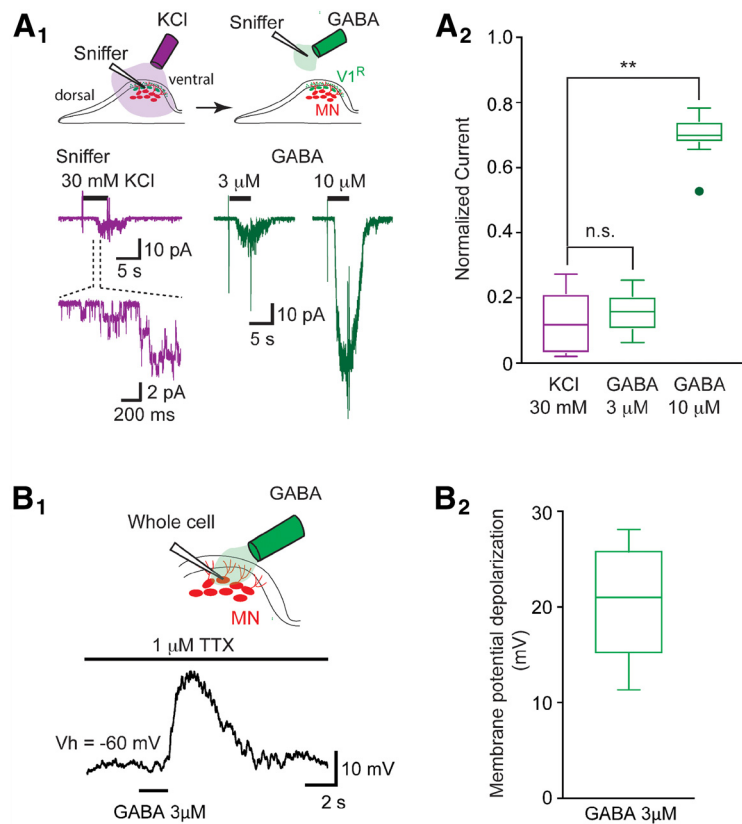 A1
KCl
Sniffer
dorsal
ventral
GABA
V1R
MN
Sniffer
30 mM KCl
10 pA
5 s
2 pA
200 ms
GABA
3 μM
10 μM
10 pA
5 s
A2
Normalized Current
1.0
0.8
0.6
0.4
0.2
0
**
n.s.
KCl
30 mM
GABA
3 μM
GABA
10 μM
B1
GABA
Whole cell
MN
1 μM TTX
Vh = -60 mV
10 mV
2 s
GABA 3μM
B2
Membrane potential depolarization
(mV)
30
20
10
0
GABA 3μM